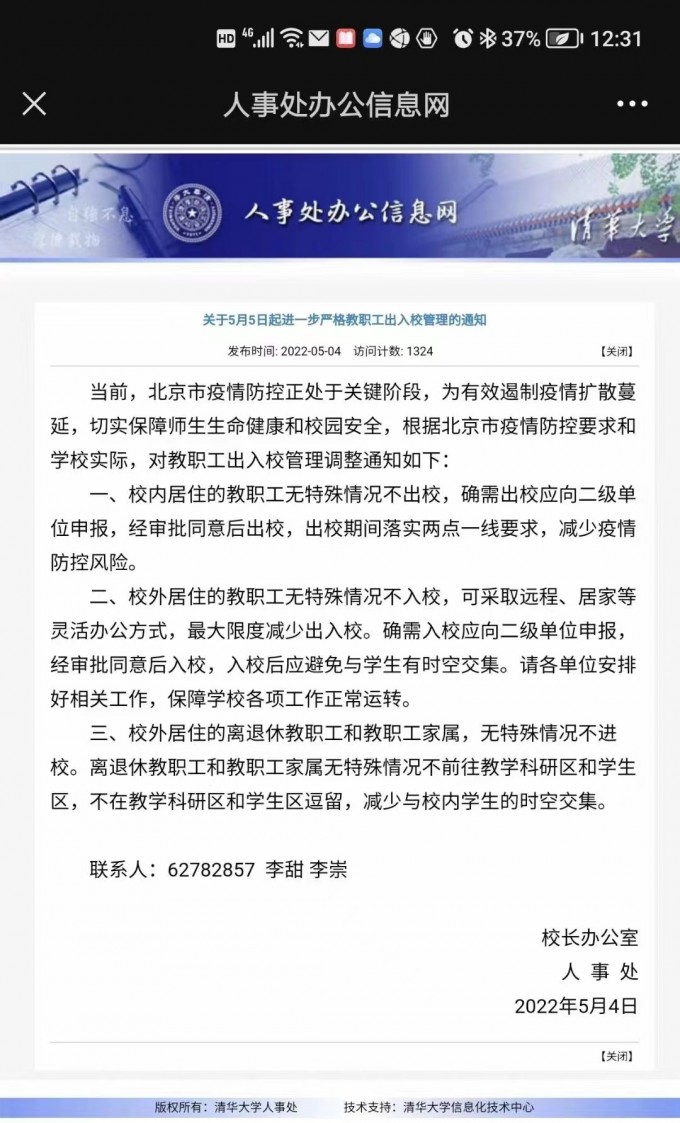 HD 4G 37% 12:31
人事处办公信息网
自强不息
厚德载物
人事处办公信息网
清华大学
关于5月5日起进一步严格教职工出入校管理的通知
发布时间: 2022-05-04 访问计数: 1324 【关闭】
当前，北京市疫情防控正处于关键阶段，为有效遏制疫情扩散蔓
延，切实保障师生生命健康和校园安全，根据北京市疫情防控要求和
学校实际，对教职工出入校管理调整通知如下：
一、校内居住的教职工无特殊情况不出校，确需出校应向二级单
位申报，经审批同意后出校，出校期间落实两点一线要求，减少疫情
防控风险。
二、校外居住的教职工无特殊情况不入校，可采取远程、居家等
灵活办公方式，最大限度减少出入校。确需入校应向二级单位申报，
经审批同意后入校，入校后应避免与学生有时空交集。请各单位安排
好相关工作，保障学校各项工作正常运转。
三、校外居住的离退休教职工和教职工家属，无特殊情况不进
校。离退休教职工和教职工家属无特殊情况不前往教学科研区和学生
区，不在教学科研区和学生区逗留，减少与校内学生的时空交集。
联系人：62782857 李甜 李崇
校长办公室
人 事 处
2022年5月4日
【关闭】
版权所有：清华大学人事处 技术支持：清华大学信息化技术中心